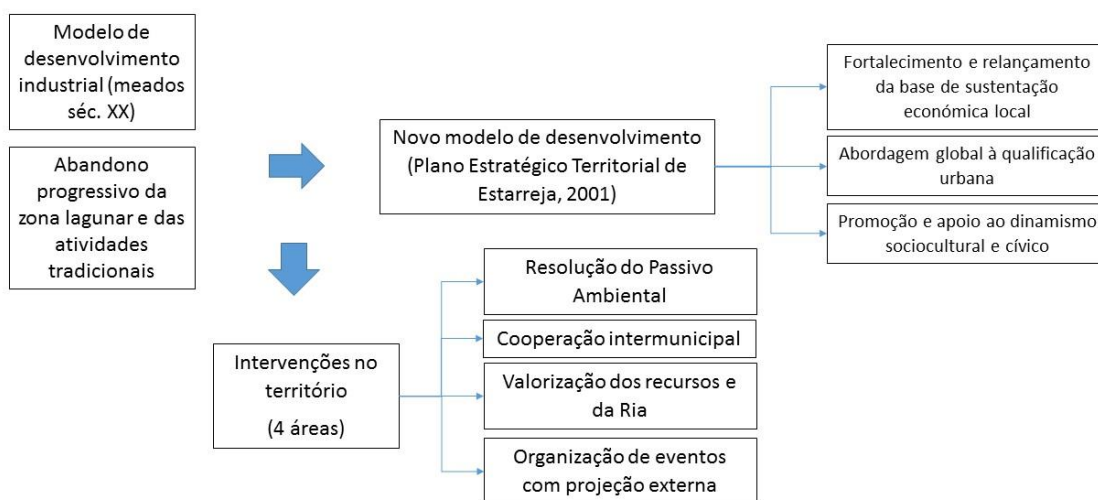 Modelo de
desenvolvimento
industrial (meados
séc. XX)
Abandono
progressivo da
zona lagunar e das
atividades
tradicionais
Novo modelo de desenvolvimento
(Plano Estratégico Territorial de
Estarreja, 2001)
Fortalecimento e relançamento
da base de sustentação
económica local
Abordagem global à qualificação
urbana
Promoção e apoio ao dinamismo
sociocultural e cívico
Intervenções no
território
(4 áreas)
Resolução do Passivo
Ambiental
Cooperação intermunicipal
Valorização dos recursos e
da Ria
Organização de eventos
com projeção externa